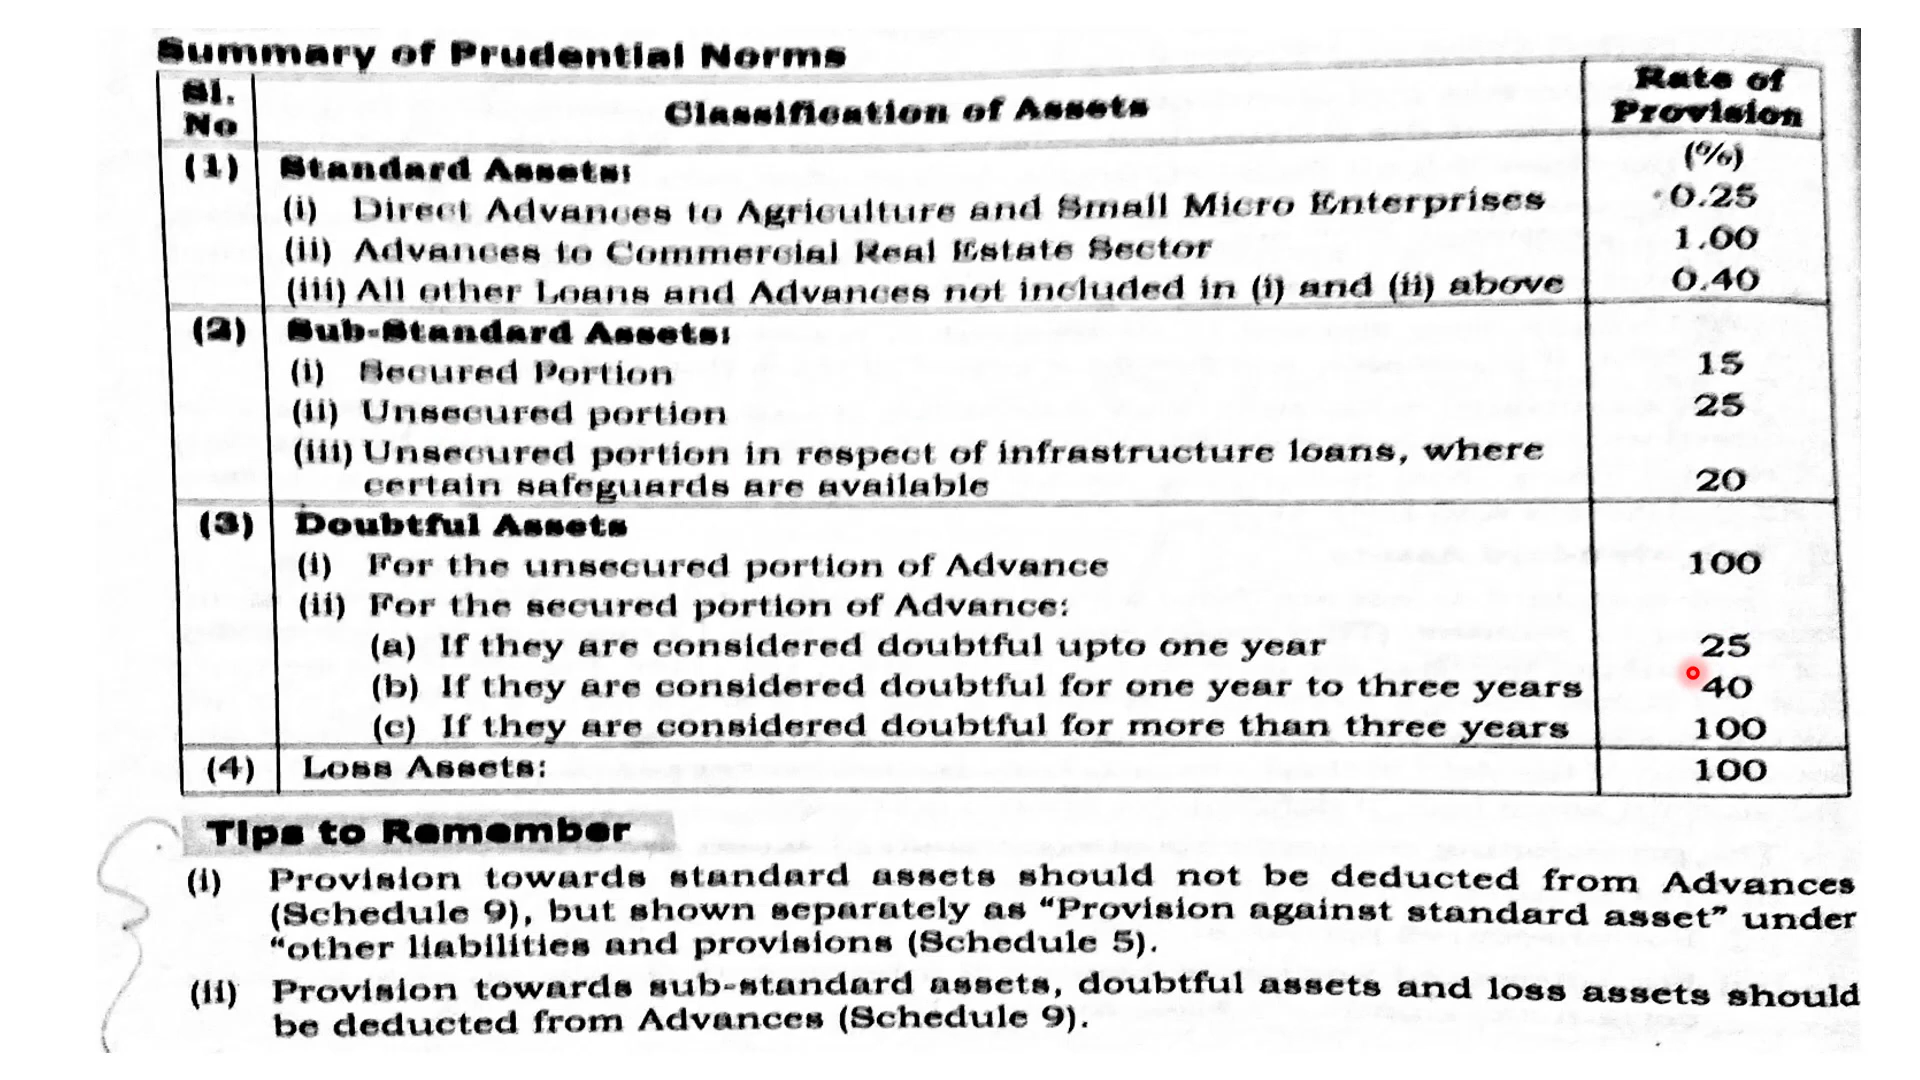 Summary of Prudential Norms
Sl. No
Classification of Assets
Rate of Provision
(%)
(1) Standard Assets:
(i) Direct Advances to Agriculture and Small Micro Enterprises 0.25
(ii) Advances to Commercial Real Estate Sector 1.00
(iii) All other Loans and Advances not included in (i) and (ii) above 0.40
(2) Sub-Standard Assets:
(i) Secured Portion 15
(ii) Unsecured portion 25
(iii) Unsecured portion in respect of infrastructure loans, where
certain safeguards are available 20
(3) Doubtful Assets
(i) For the unsecured portion of Advance 100
(ii) For the secured portion of Advance:
(a) If they are considered doubtful upto one year 25
(b) If they are considered doubtful for one year to three years 40
(c) If they are considered doubtful for more than three years 100
(4) Loss Assets: 100
Tips to Remember
(i) Provision towards standard assets should not be deducted from Advances
(Schedule 9), but shown separately as “Provision against standard asset” under
“other liabilities and provisions (Schedule 5).
(ii) Provision towards sub-standard assets, doubtful assets and loss assets should
be deducted from Advances (Schedule 9).